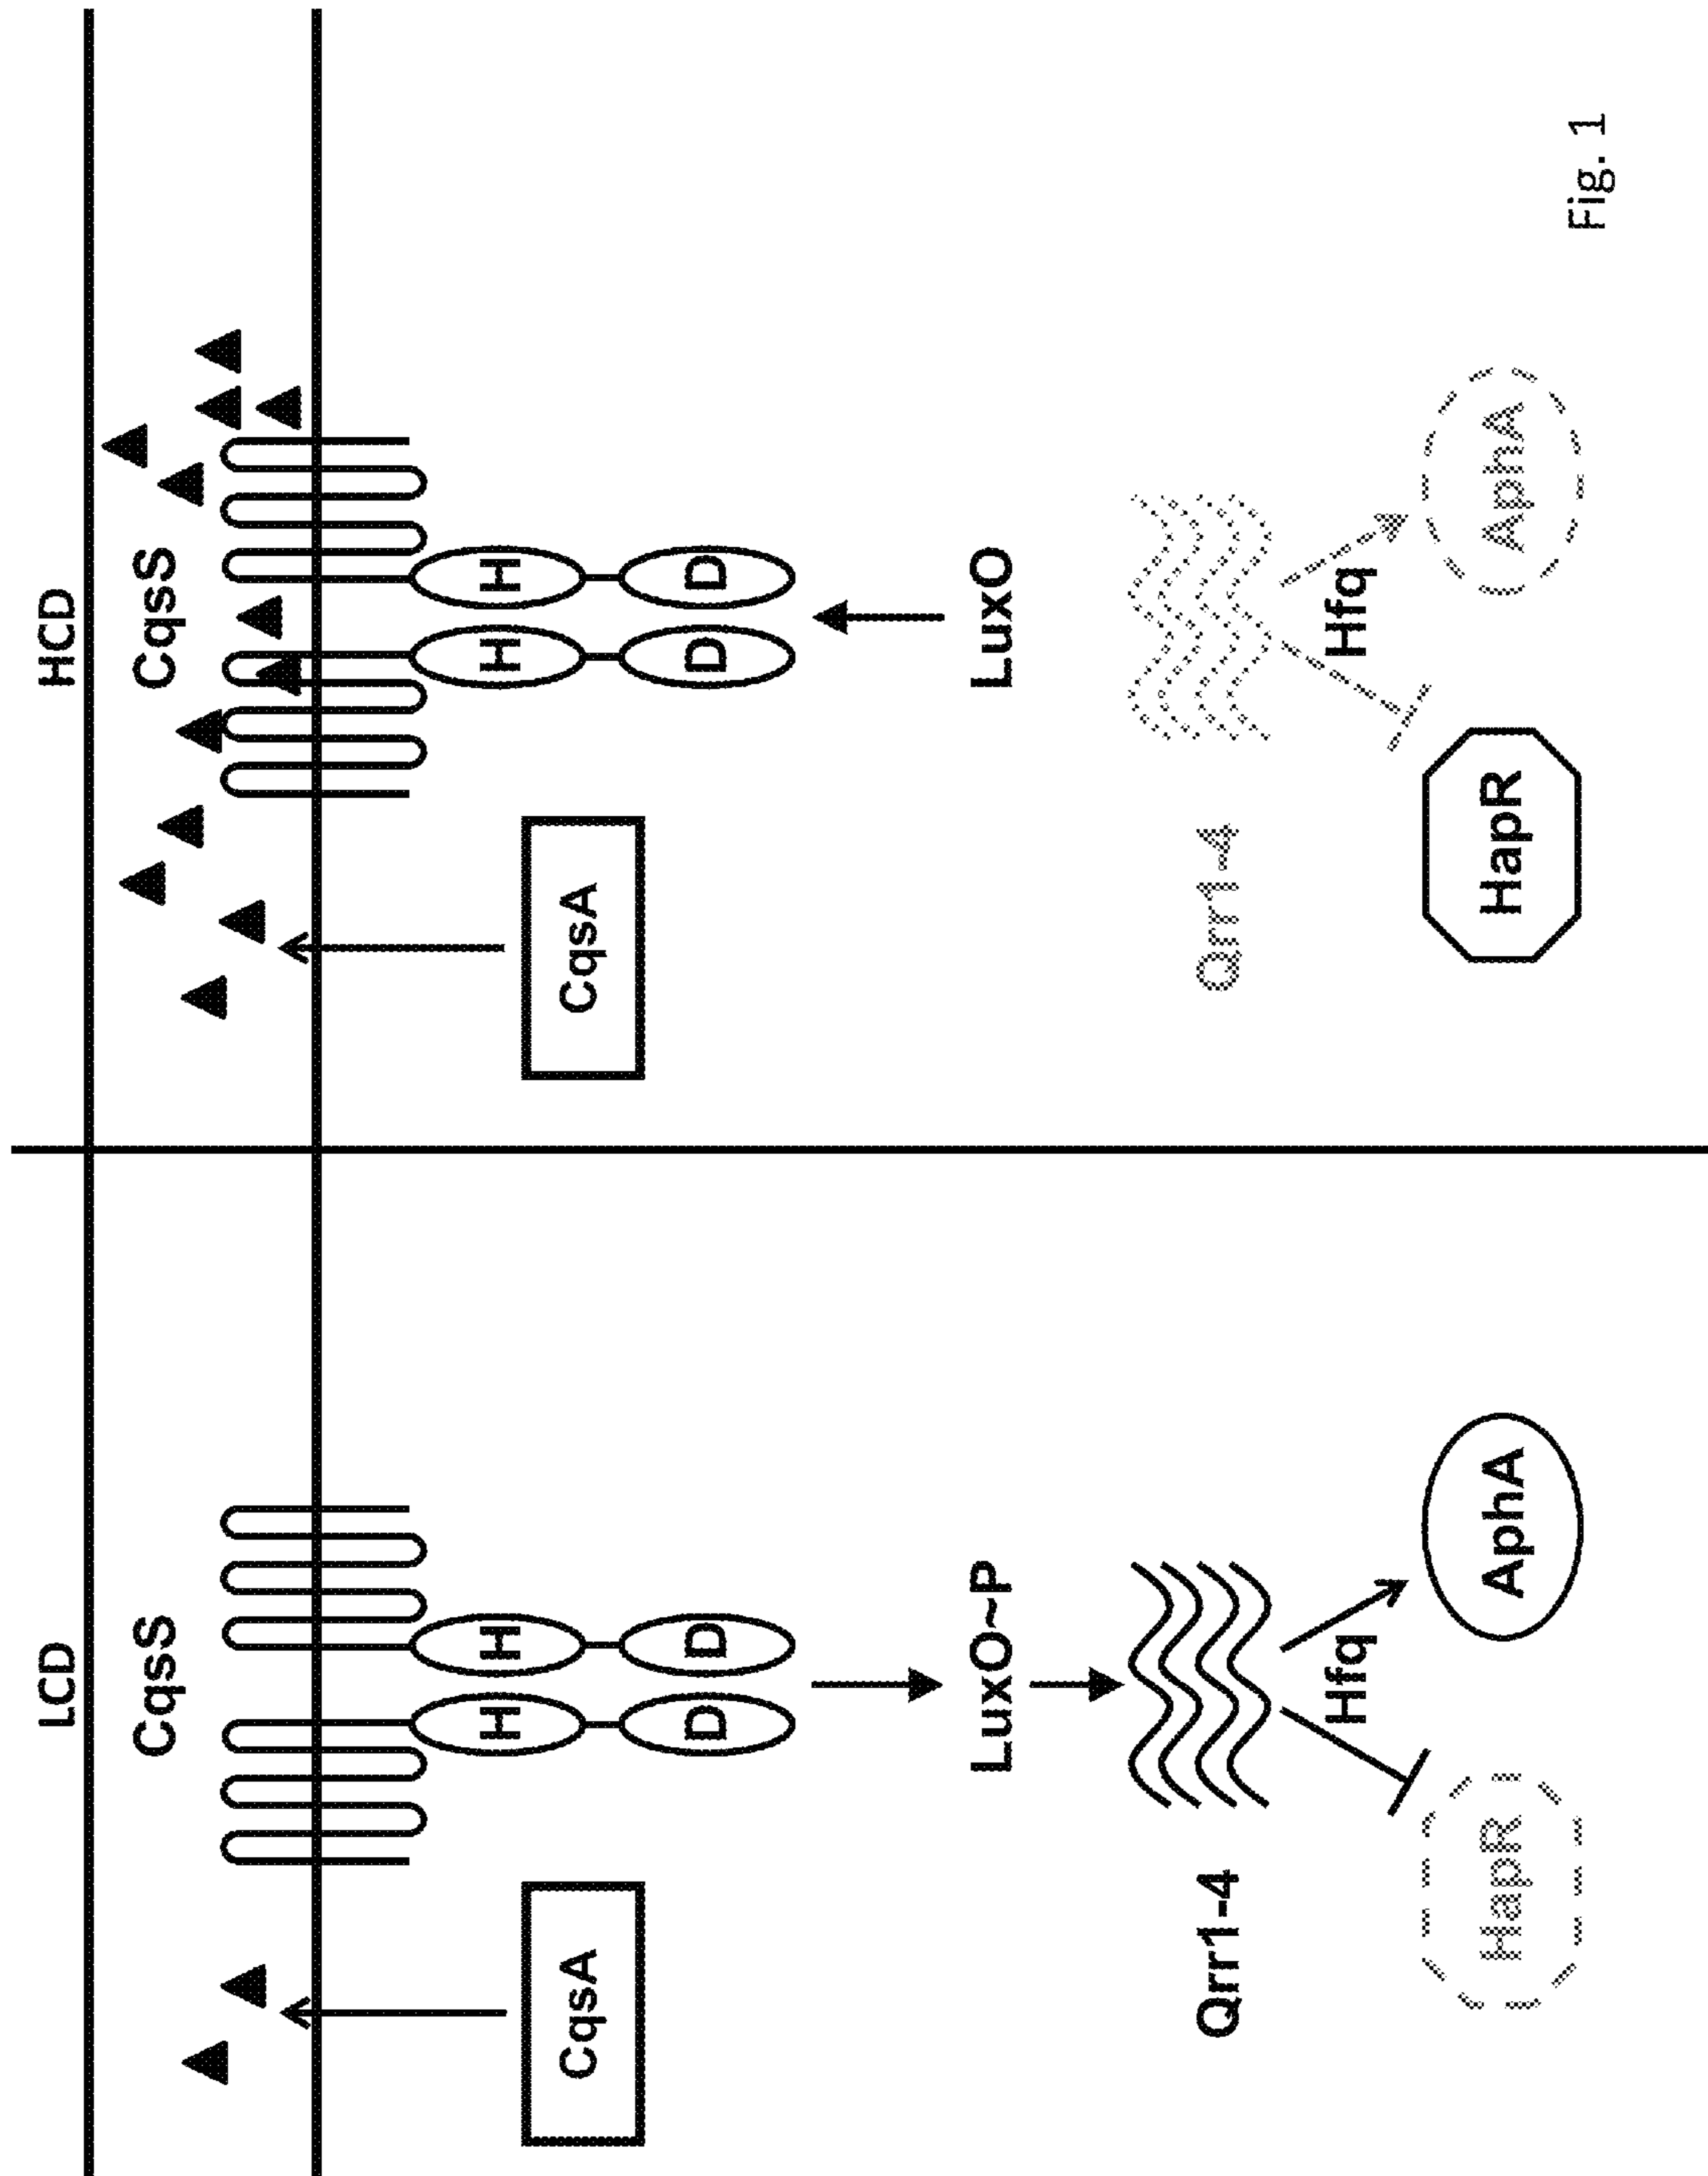 LCD
CqsS
CqsA
H
H
D
D
LuxO~P
Qrr1-4
Hfq
HapR
AphA
HCD
CqsS
CqsA
H
H
D
D
LuxO
Qrr1-4
Hfq
HapR
AphA
Fig. 1